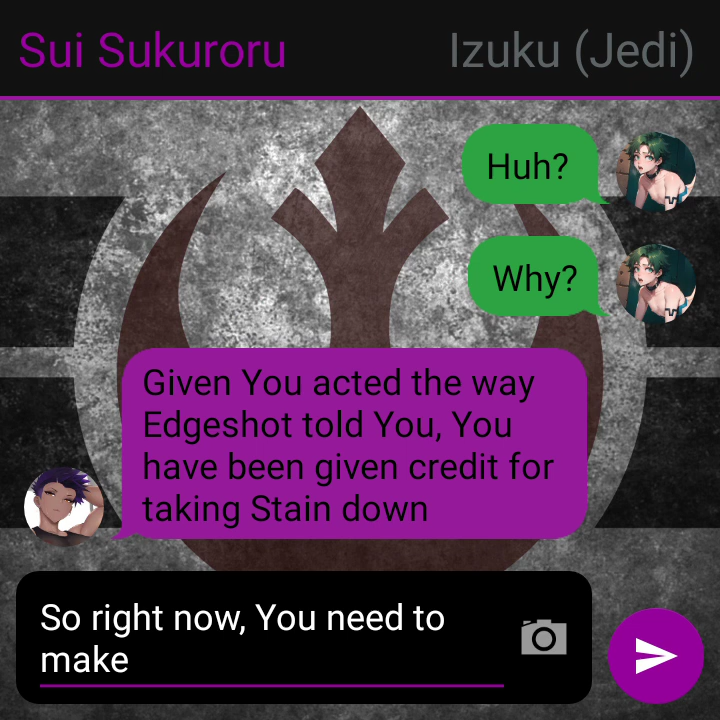 Sui Sukuroru
Izuku (Jedi)
Huh?
Why?
Given You acted the way
Edgeshot told You, You
have been given credit for
taking Stain down
So right now, You need to
make